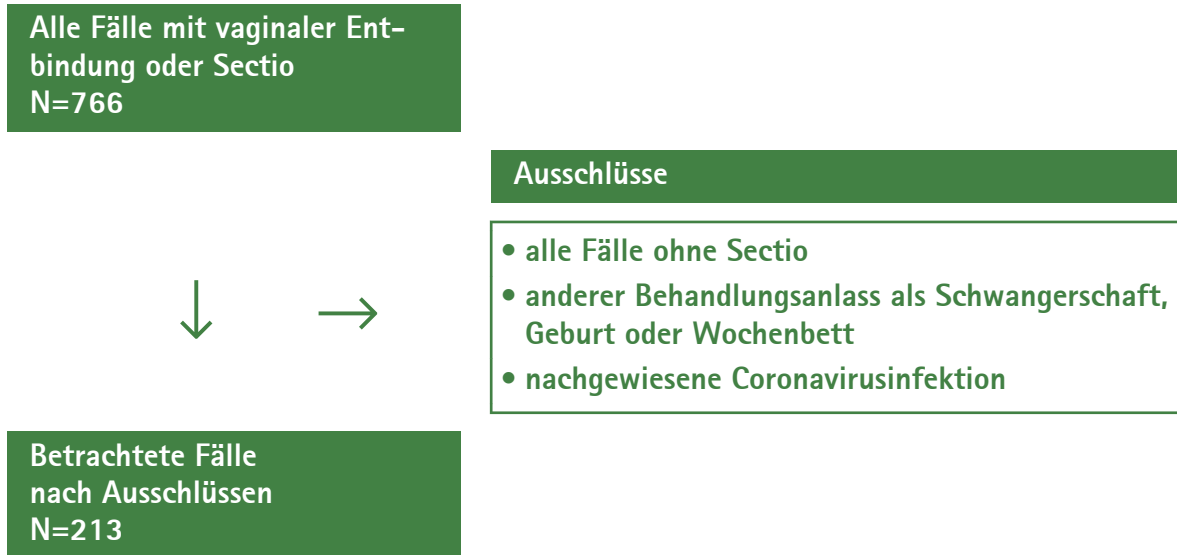 Alle Fälle mit vaginaler Ent-
bindung oder Sectio
N=766
Ausschlüsse
• alle Fälle ohne Sectio
• anderer Behandlungsanlass als Schwangerschaft,
Geburt oder Wochenbett
• nachgewiesene Coronavirusinfektion
Betrachtete Fälle
nach Ausschlüssen
N=213